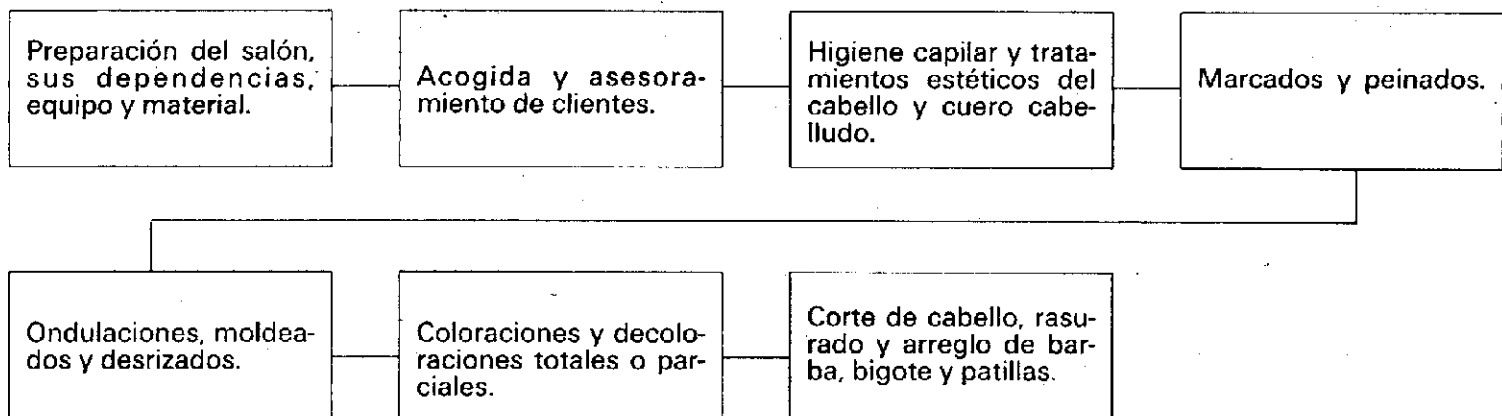 Preparación del salón,
sus dependencias,
equipo y material.
Acogida y asesora-
miento de clientes.
Higiene capilar y trata-
mientos estéticos del
cabello y cuero cabe-
lludo.
Marcados y peinados.
Ondulaciones, moldea-
dos y desrizados.
Coloraciones y decolo-
raciones totales o par-
ciales.
Corte de cabello, rasu-
rado y arreglo de bar-
ba, bigote y patillas.